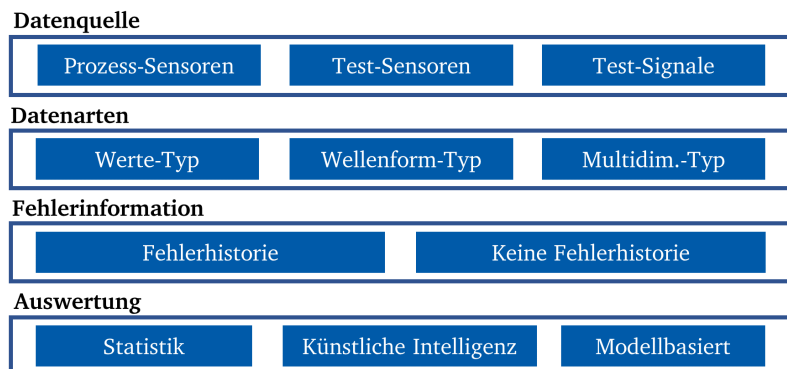 Datenquelle
Prozess-Sensoren Test-Sensoren Test-Signale
Datenarten
Werte-Typ Wellenform-Typ Multidim.-Typ
Fehlerinformation
Fehlerhistorie Keine Fehlerhistorie
Auswertung
Statistik Künstliche Intelligenz Modellbasiert